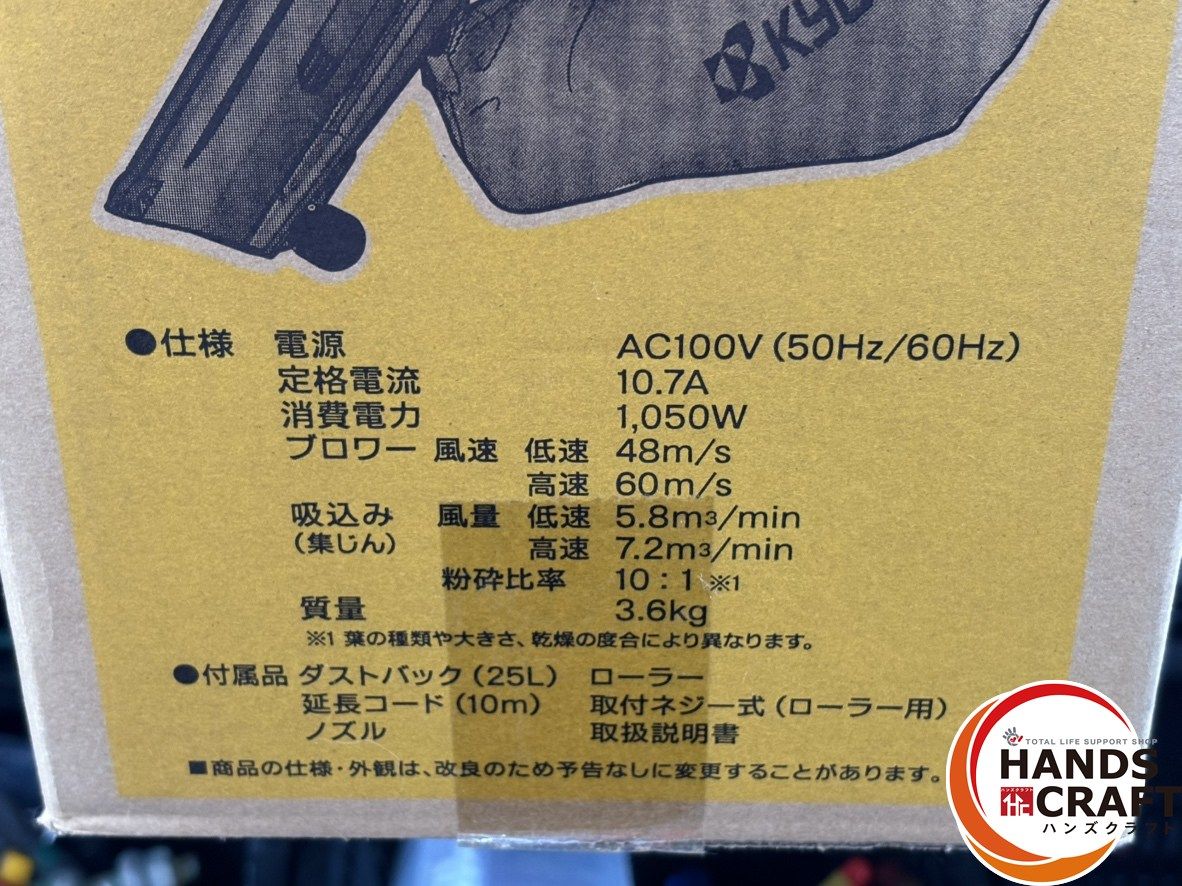 ●仕様 電源 AC100V (50Hz/60Hz)
定格電流 10.7A
消費電力 1,050W
ブロワー 風速 低速 48m/s
高速 60m/s
吸込み 風量 低速 5.8m³/min
(集じん) 高速 7.2m³/min
粉砕比率 10:1 ※1
質量 3.6kg
※1 葉の種類や大きさ、乾燥の度合により異なります。
●付属品 ダストバック (25L) ローラー
延長コード (10m) 取付ネジ一式 (ローラー用)
ノズル 取扱説明書
■商品の仕様・外観は、改良のため予告なしに変更することがあります。
TOTAL LIFE SUPPORT SHOP
HANDS
CRAFT
ハンズクラフト